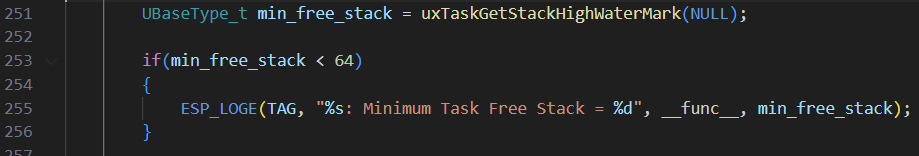 251 UBaseType_t min_free_stack = uxTaskGetStackHighWaterMark(NULL);
252
253 if(min_free_stack < 64)
254 {
255 ESP_LOGE(TAG, "%s: Minimum Task Free Stack = %d", __func__, min_free_stack);
256 }
257